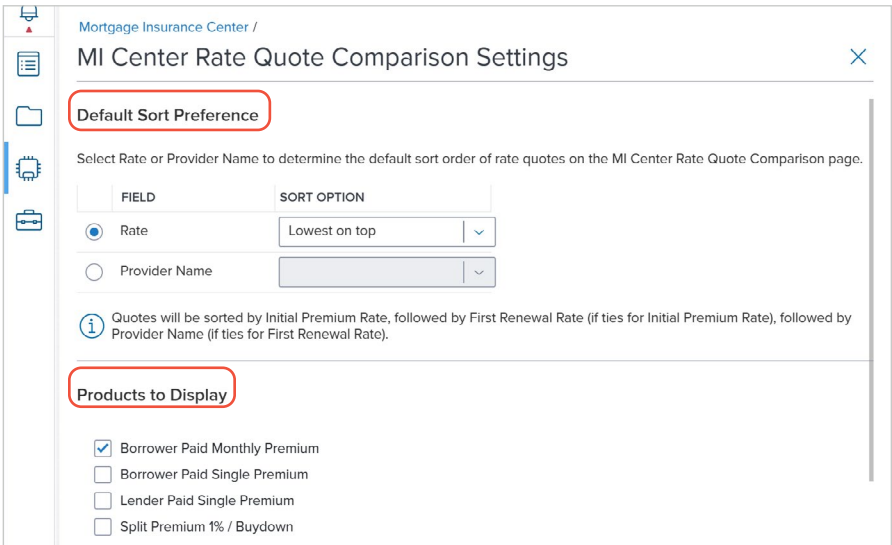 Mortgage Insurance Center /
MI Center Rate Quote Comparison Settings
Default Sort Preference
Select Rate or Provider Name to determine the default sort order of rate quotes on the MI Center Rate Quote Comparison page.
FIELD SORT OPTION
Rate Lowest on top
Provider Name
Quotes will be sorted by Initial Premium Rate, followed by First Renewal Rate (if ties for Initial Premium Rate), followed by
Provider Name (if ties for First Renewal Rate).
Products to Display
Borrower Paid Monthly Premium
Borrower Paid Single Premium
Lender Paid Single Premium
Split Premium 1% / Buydown